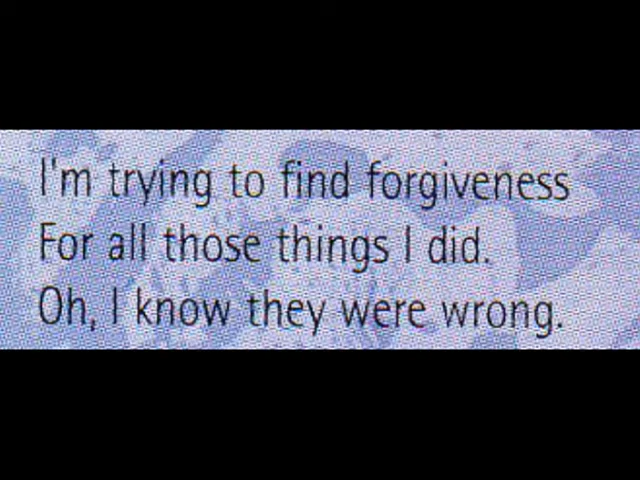 I'm trying to find forgiveness
For all those things I did.
Oh, I know they were wrong.